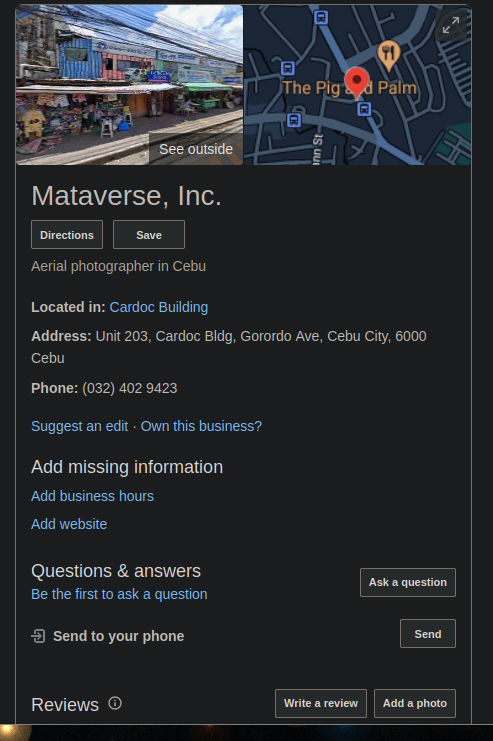 See outside
The Pig and Palm
ann St
Mataverse, Inc.
Directions Save
Aerial photographer in Cebu
Located in: Cardoc Building
Address: Unit 203, Cardoc Bldg, Gorordo Ave, Cebu City, 6000
Cebu
Phone: (032) 402 9423
Suggest an edit · Own this business?
Add missing information
Add business hours
Add website
Questions & answers
Be the first to ask a question
Ask a question
Send to your phone
Send
Reviews
Write a review Add a photo